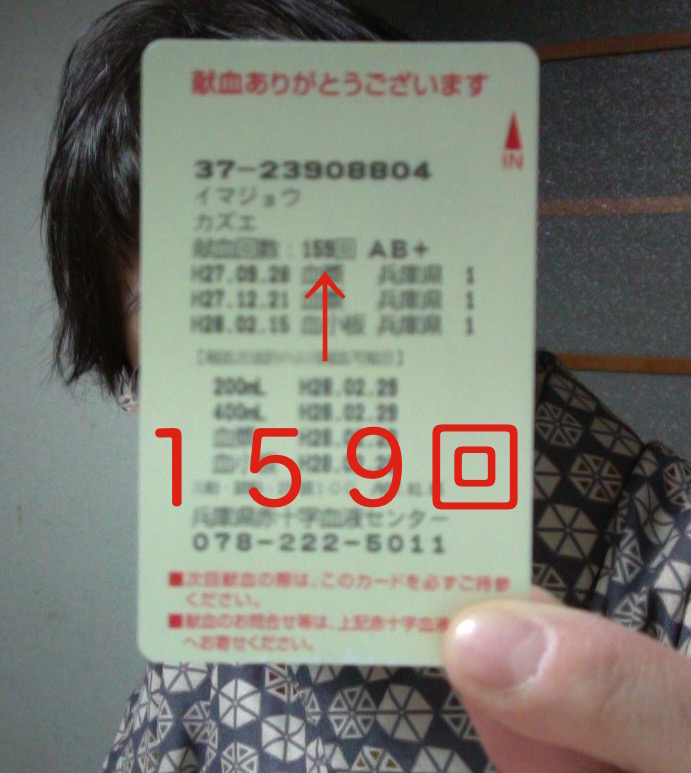 献血ありがとうございます
IN
37-23908804
イマジョウ
カズエ
献血回数:159回 AB+
H27.09.28 血漿 兵庫県 1
H27.12.21 血漿 兵庫県 1
H28.02.15 血小板 兵庫県 1
200mL H28.02.29
400mL H28.02.29
159回
兵庫県赤十字血液センター
078-222-5011
■次回献血の際は、このカードを必ずご持参
ください。
■献血のお問合せ等は、上記赤十字血液
へお寄せください。